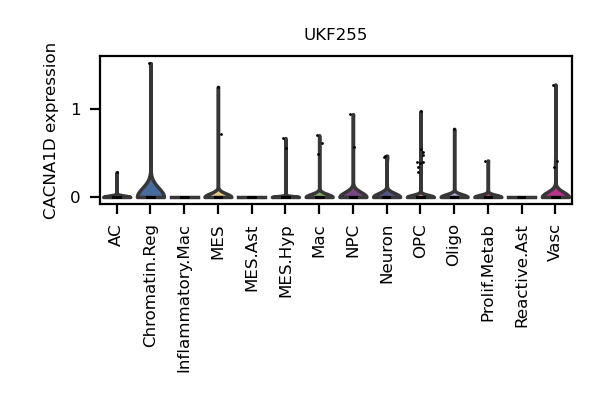 UKF255
CACNA1D expression
1
0
AC
Chromatin.Reg
Inflammatory.Mac
MES
MES.Ast
MES.Hyp
Mac
NPC
Neuron
OPC
Oligo
Prolif.Metab
Reactive.Ast
Vasc